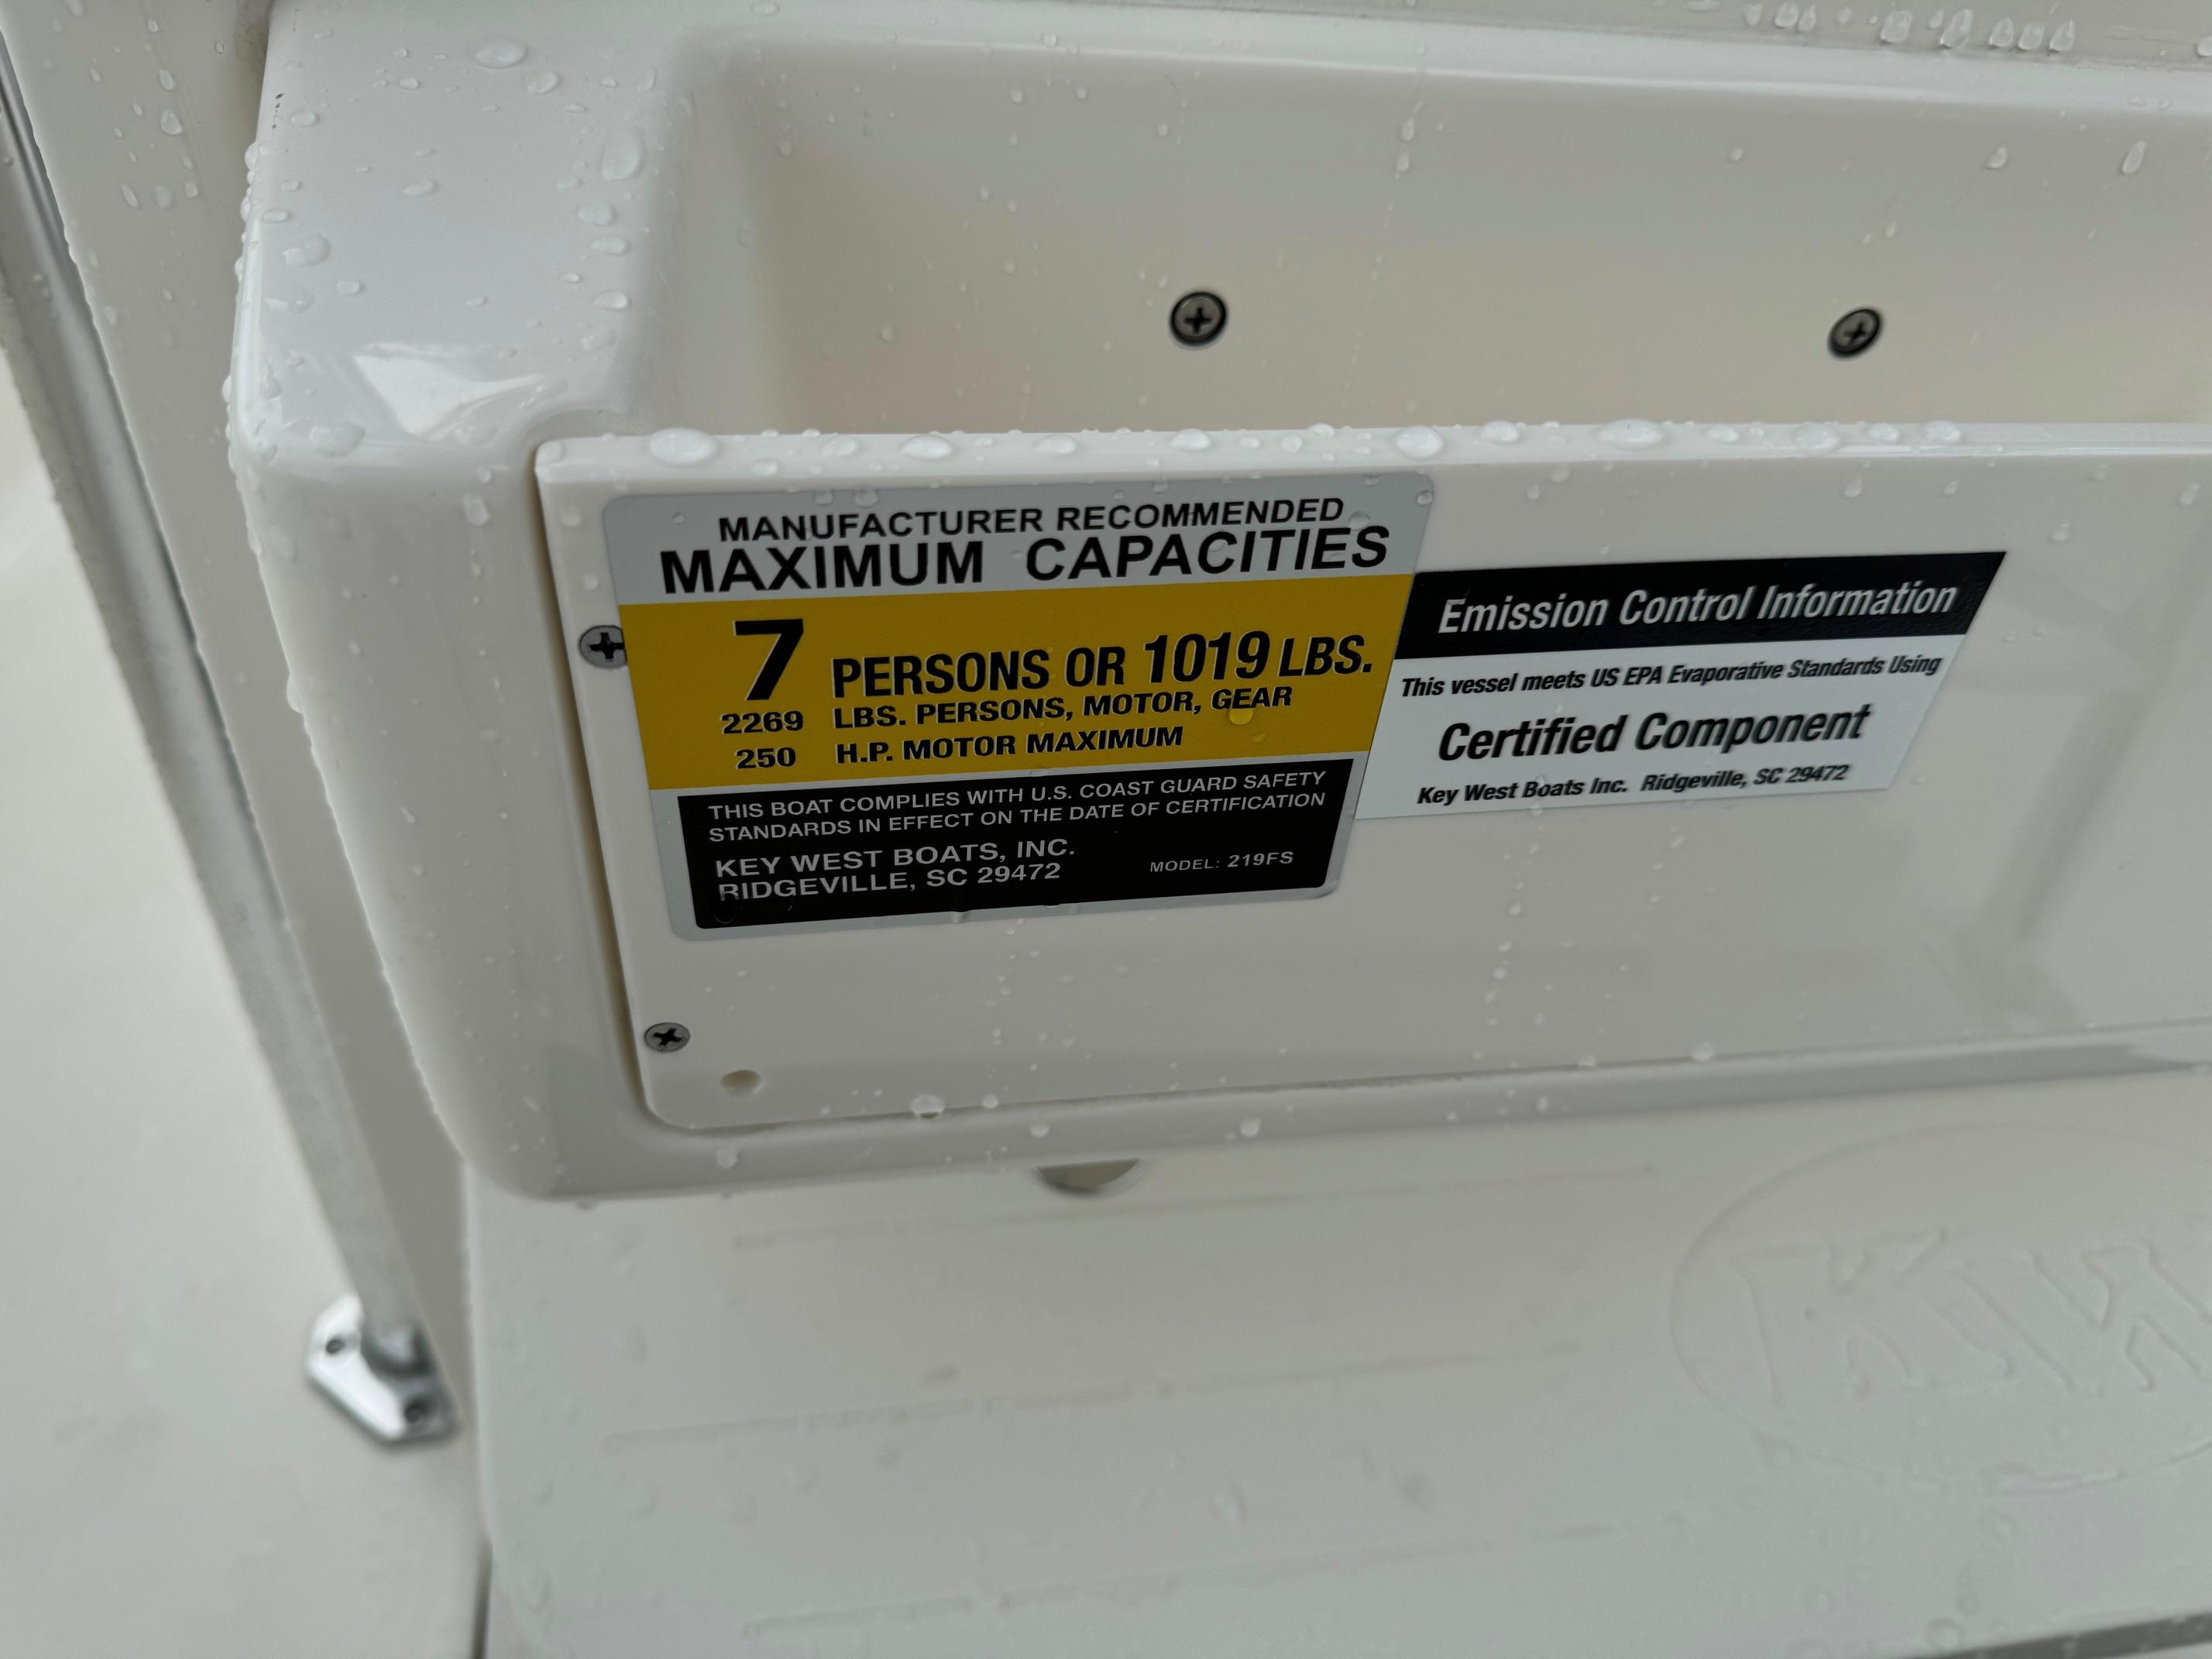 MANUFACTURER RECOMMENDED
MAXIMUM CAPACITIES
7 PERSONS OR 1019 LBS.
2269 LBS. PERSONS, MOTOR, GEAR
250 H.P. MOTOR MAXIMUM
THIS BOAT COMPLIES WITH U.S. COAST GUARD SAFETY
STANDARDS IN EFFECT ON THE DATE OF CERTIFICATION
KEY WEST BOATS, INC.
RIDGEVILLE, SC 29472
MODEL: 219FS
Emission Control Information
This vessel meets US EPA Evaporative Standards Using
Certified Component
Key West Boats Inc. Ridgeville, SC 29472
KW